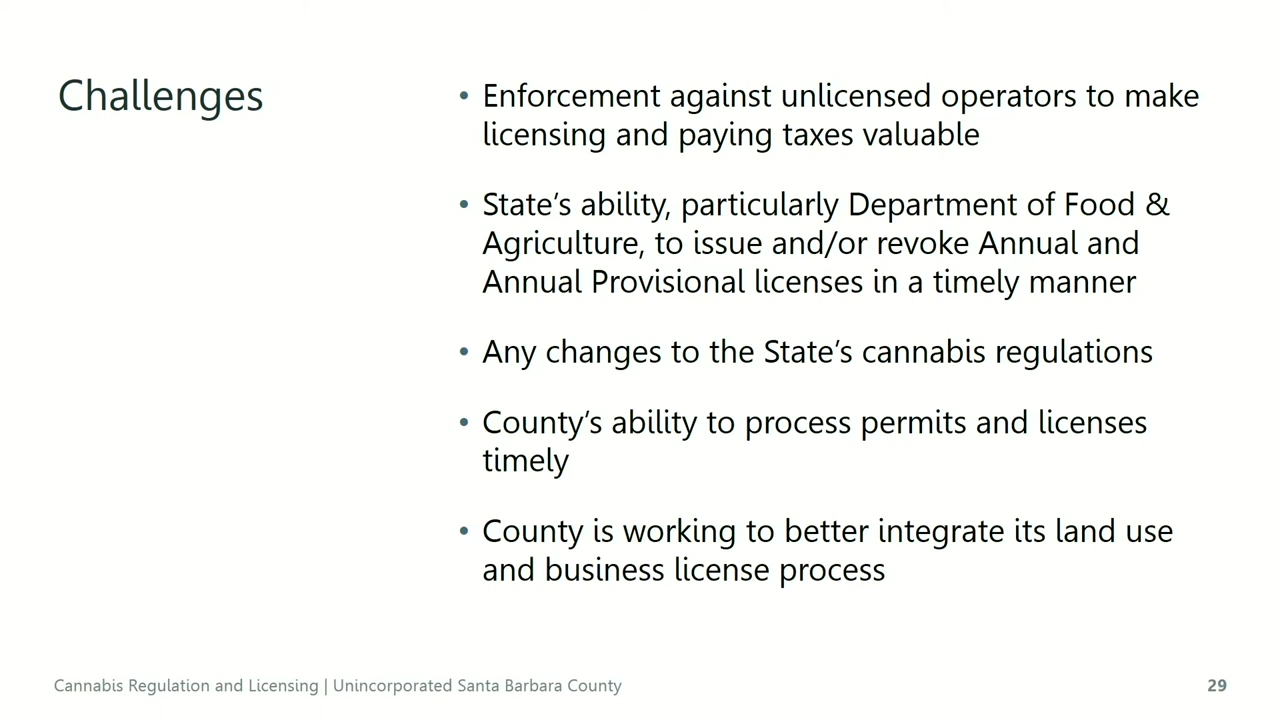 Challenges
• Enforcement against unlicensed operators to make
licensing and paying taxes valuable
• State’s ability, particularly Department of Food &
Agriculture, to issue and/or revoke Annual and
Annual Provisional licenses in a timely manner
• Any changes to the State’s cannabis regulations
• County’s ability to process permits and licenses
timely
• County is working to better integrate its land use
and business license process
Cannabis Regulation and Licensing | Unincorporated Santa Barbara County
29